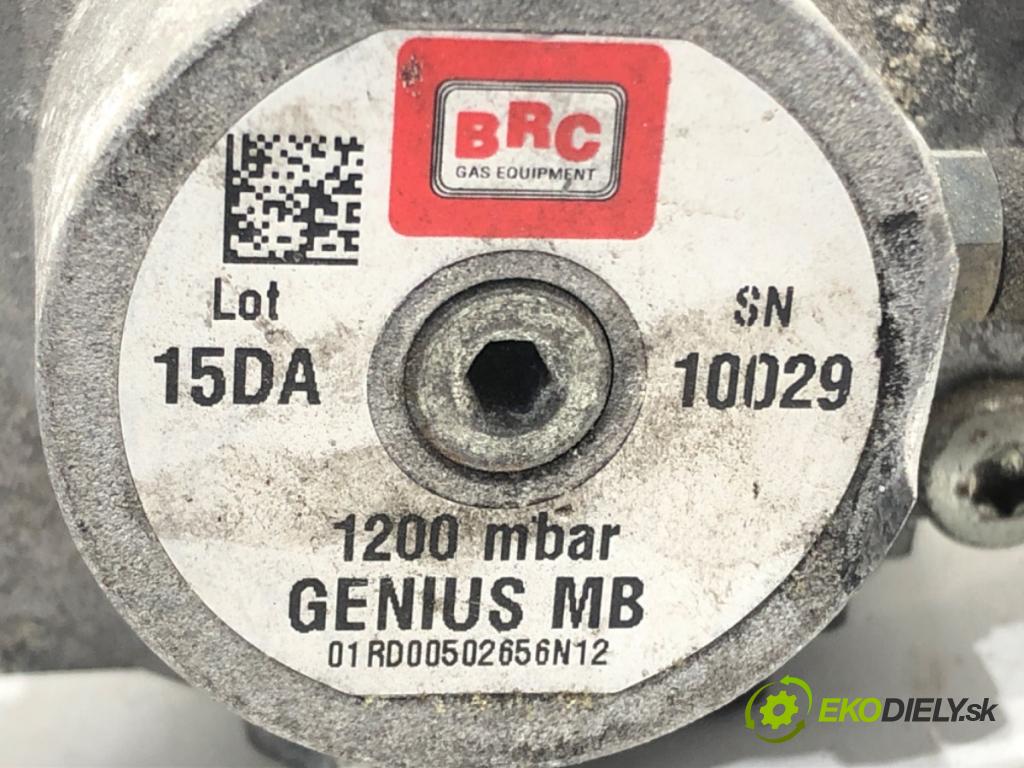 BRC
GAS EQUIPMENT
Lot
15DA
SN
10029
1200 mbar
GENIUS MB
01RD00502656N12
EKODIELY.sk